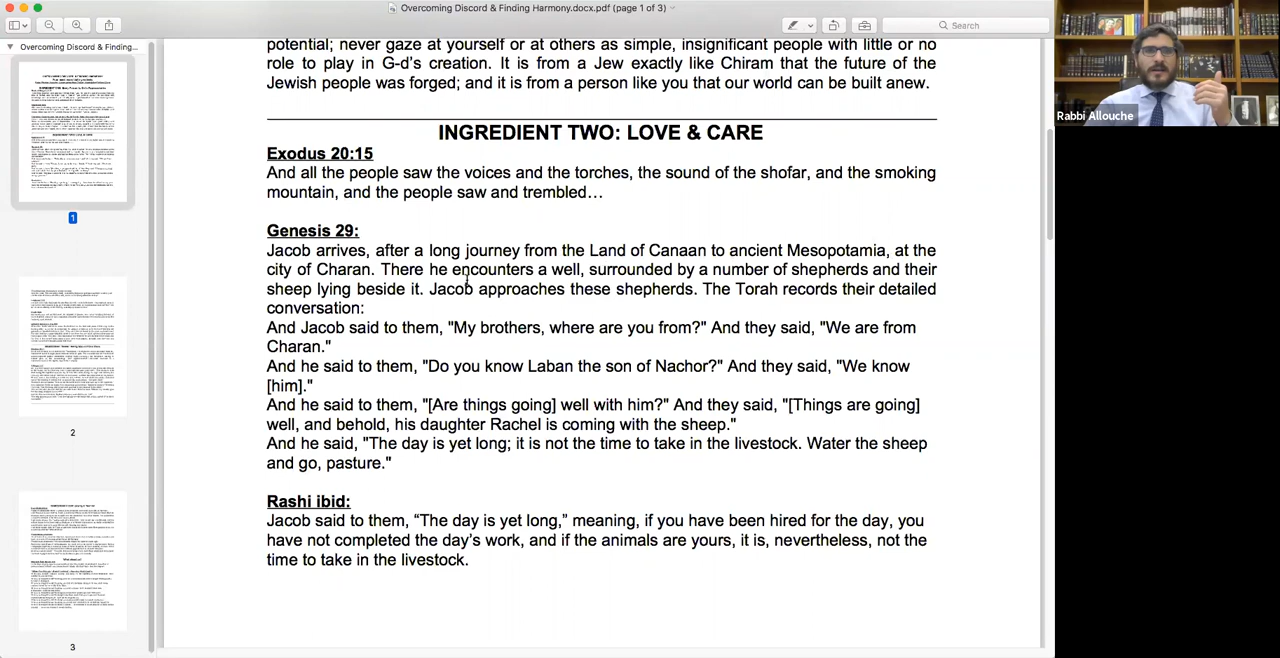 Overcoming Discord & Finding Harmony.docx.pdf (page 1 of 3)
Search
Overcoming Discord & Finding...
1
2
3
potential; never gaze at yourself or at others as simple, insignificant people with little or no
role to play in G-d's creation. It is from a Jew exactly like Chiram that the future of the
Jewish people was forged; and it is from a person like you that our world can be built anew.
INGREDIENT TWO: LOVE & CARE
Exodus 20:15
And all the people saw the voices and the torches, the sound of the shofar, and the smoking
mountain, and the people saw and trembled…
Genesis 29:
Jacob arrives, after a long journey from the Land of Canaan to ancient Mesopotamia, at the
city of Charan. There he encounters a well, surrounded by a number of shepherds and their
sheep lying beside it. Jacob approaches these shepherds. The Torah records their detailed
conversation:
And Jacob said to them, "My brothers, where are you from?" And they said, "We are from
Charan."
And he said to them, "Do you know Laban the son of Nachor?" And they said, "We know
[him]."
And he said to them, "[Are things going] well with him?" And they said, "[Things are going]
well, and behold, his daughter Rachel is coming with the sheep."
And he said, "The day is yet long; it is not the time to take in the livestock. Water the sheep
and go, pasture."
Rashi ibid:
Jacob said to them, “The day is yet long,” meaning, if you have been hired for the day, you
have not completed the day's work, and if the animals are yours, it is, nevertheless, not the
time to take in the livestock.
Rabbi Allouche